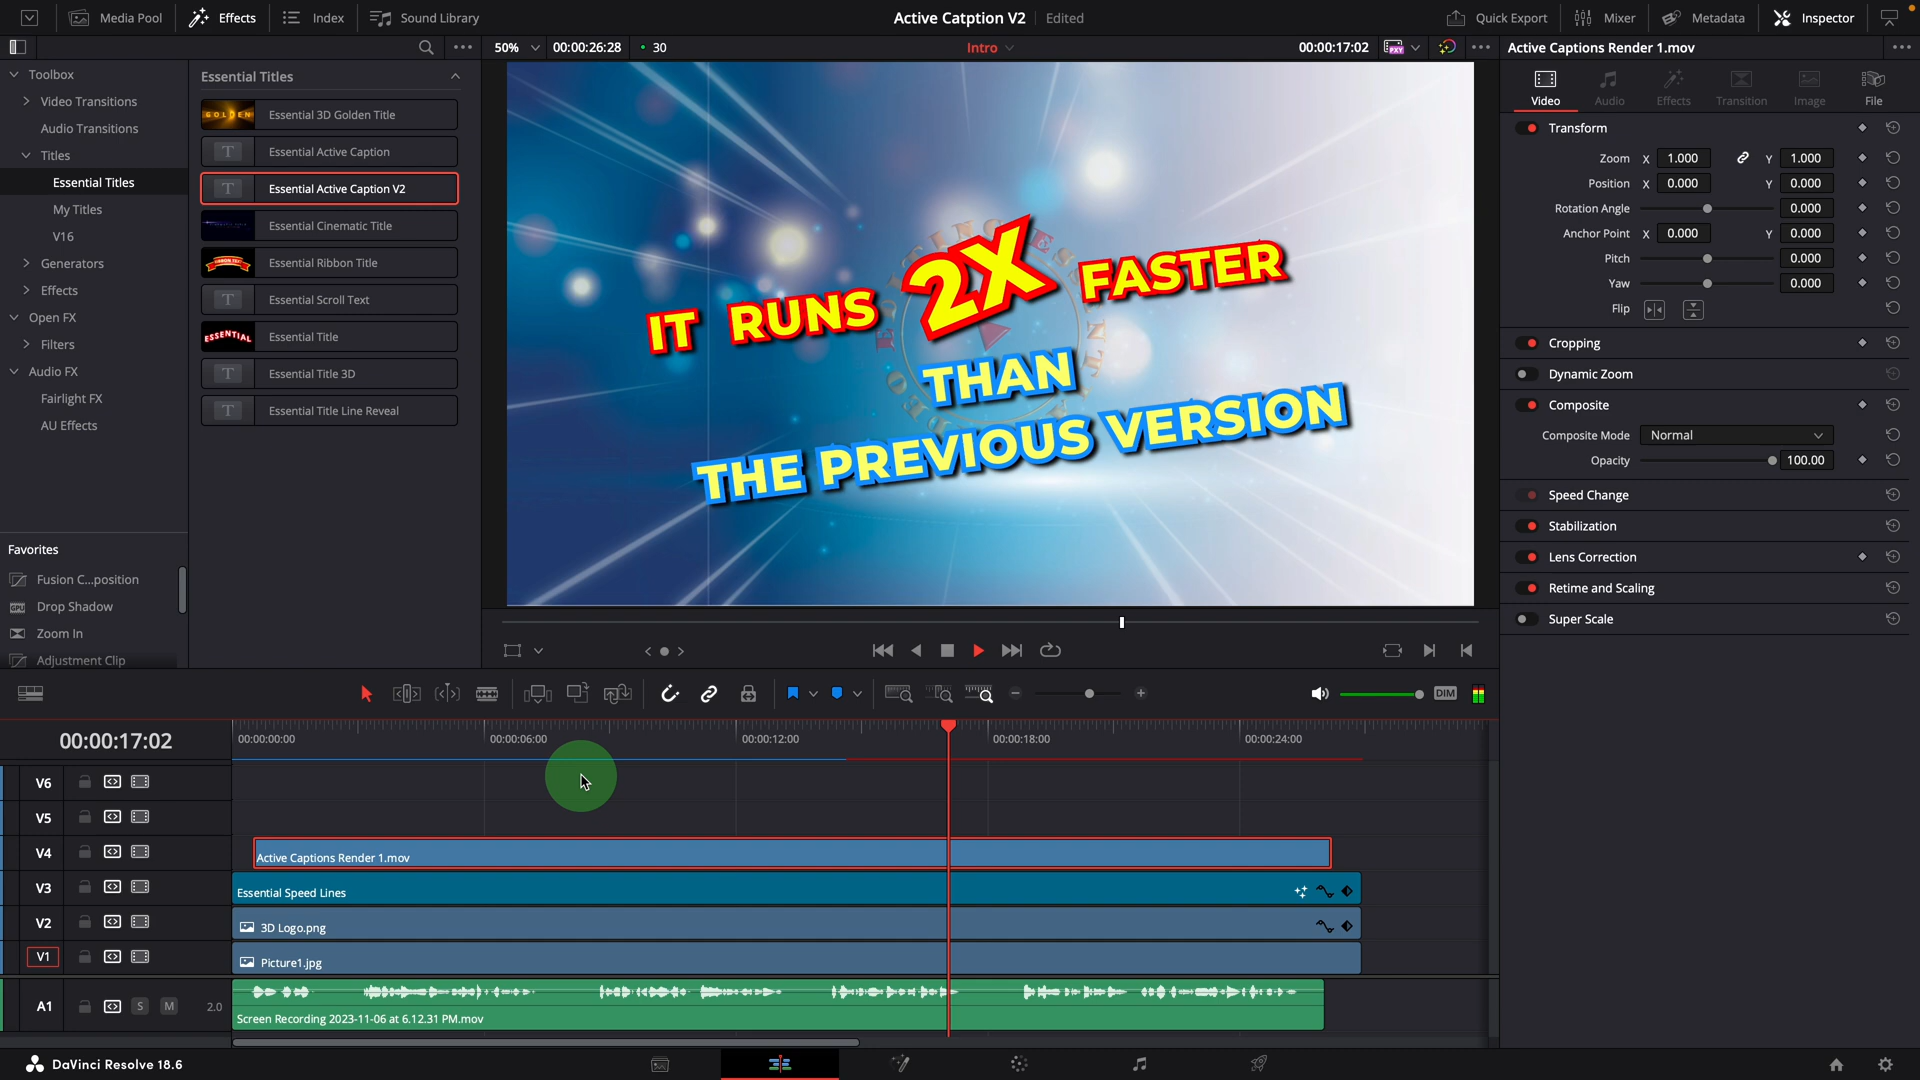 Media Pool
Effects
Index
Sound Library
Active Catption V2
Edited
Quick Export
Mixer
Metadata
Inspector
50%
00:00:26:28
30
Intro
00:00:17:02
Active Captions Render 1.mov
Toolbox
Video Transitions
Audio Transitions
Titles
Essential Titles
My Titles
V16
Generators
Effects
Open FX
Filters
Audio FX
Fairlight FX
AU Effects
Favorites
Fusion C...position
Drop Shadow
Zoom In
Adjustment Clip
Essential Titles
GOLDEN
Essential 3D Golden Title
T
Essential Active Caption
T
Essential Active Caption V2
Essential Cinematic Title
Essential Ribbon Title
T
Essential Scroll Text
ESSENTIAL
Essential Title
T
Essential Title 3D
T
Essential Title Line Reveal
IT RUNS 2X FASTER
THAN
THE PREVIOUS VERSION
Video
Audio
Effects
Transition
Image
File
Transform
Zoom X 1.000 Y 1.000
Position X 0.000 Y 0.000
Rotation Angle 0.000
Anchor Point X 0.000 Y 0.000
Pitch 0.000
Yaw 0.000
Flip
Cropping
Dynamic Zoom
Composite
Composite Mode Normal
Opacity 100.00
Speed Change
Stabilization
Lens Correction
Retime and Scaling
Super Scale
DIM
00:00:17:02
00:00:00:00
00:00:06:00
00:00:12:00
00:00:18:00
00:00:24:00
V6
V5
V4
Active Captions Render 1.mov
V3
Essential Speed Lines
V2
3D Logo.png
V1
Picture1.jpg
A1
S
M
2.0
Screen Recording 2023-11-06 at 6.12.31 PM.mov
DaVinci Resolve 18.6